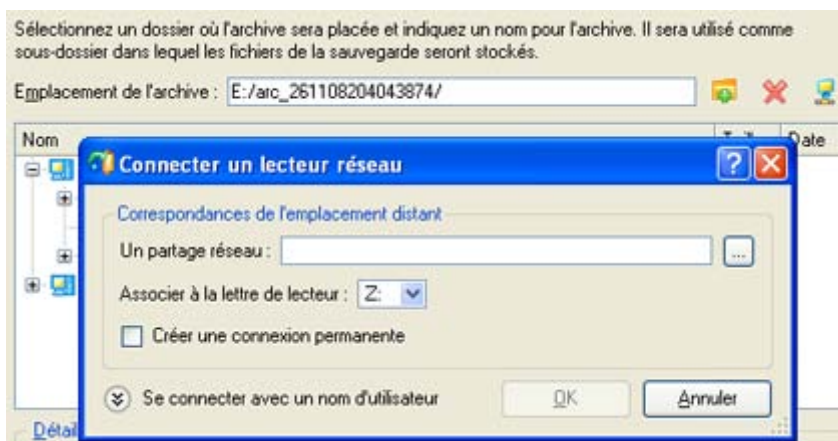 Sélectionnez un dossier où l'archive sera placée et indiquez un nom pour l'archive. Il sera utilisé comme
sous-dossier dans lequel les fichiers de la sauvegarde seront stockés.
Emplacement de l'archive : E:/arc_261108204043874/
Nom Date
Connecter un lecteur réseau
Correspondances de l'emplacement distant
Un partage réseau : ...
Associer à la lettre de lecteur : Z:
Créer une connexion permanente
Se connecter avec un nom d'utilisateur OK Annuler
Détail